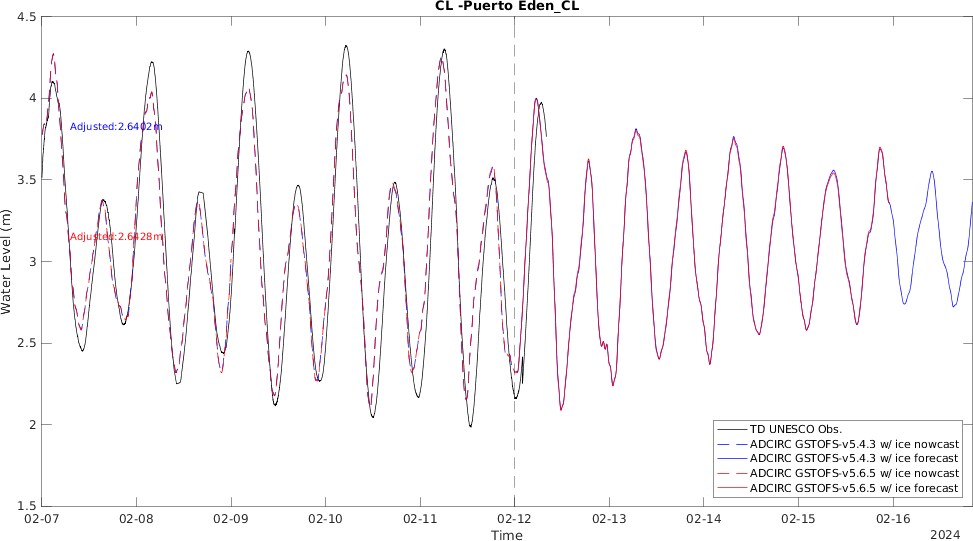 CL -Puerto Eden_CL
4.5
4
3.5
3
2.5
2
1.5
Water Level (m)
Adjusted:2.6402m
Adjusted:2.6428m
TD UNESCO Obs.
ADCIRC GSTOFS-v5.4.3 w/ ice nowcast
ADCIRC GSTOFS-v5.4.3 w/ ice forecast
ADCIRC GSTOFS-v5.6.5 w/ ice nowcast
ADCIRC GSTOFS-v5.6.5 w/ ice forecast
02-07 02-08 02-09 02-10 02-11 02-12 02-13 02-14 02-15 02-16
Time
2024